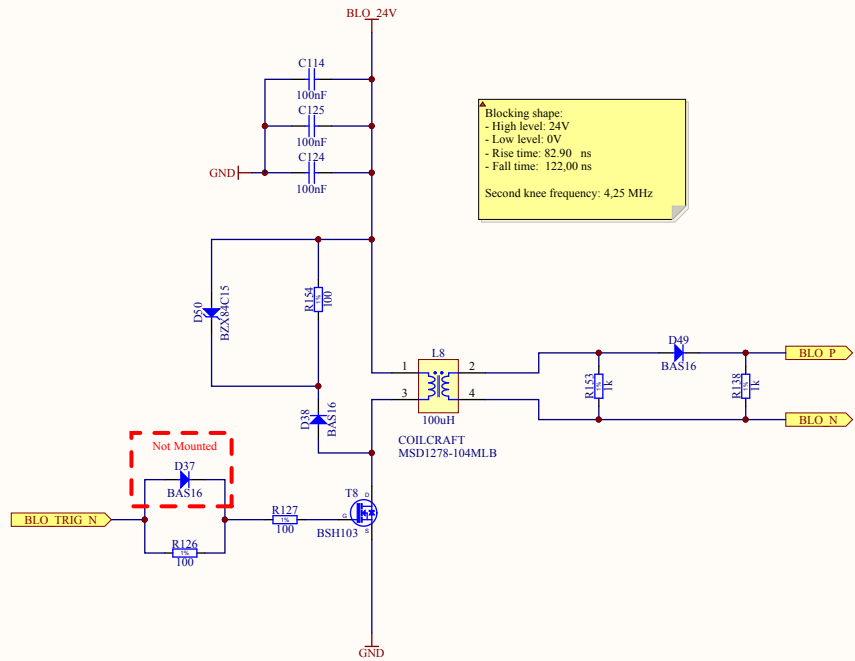 BLO_24V
C114
100nF
C125
100nF
C124
100nF
GND
Blocking shape:
- High level: 24V
- Low level: 0V
- Rise time: 82.90 ns
- Fall time: 122,00 ns
Second knee frequency: 4,25 MHz
D50
BZX84C15
R154
1%
100
L8
1
2
3
4
100uH
COILCRAFT
MSD1278-104MLB
D49
BAS16
R153
1%
1k
R138
1%
1k
BLO_P
BLO_N
D38
BAS16
Not Mounted
D37
BAS16
BLO_TRIG_N
R126
1%
100
R127
1%
100
T8
D
G
S
BSH103
GND